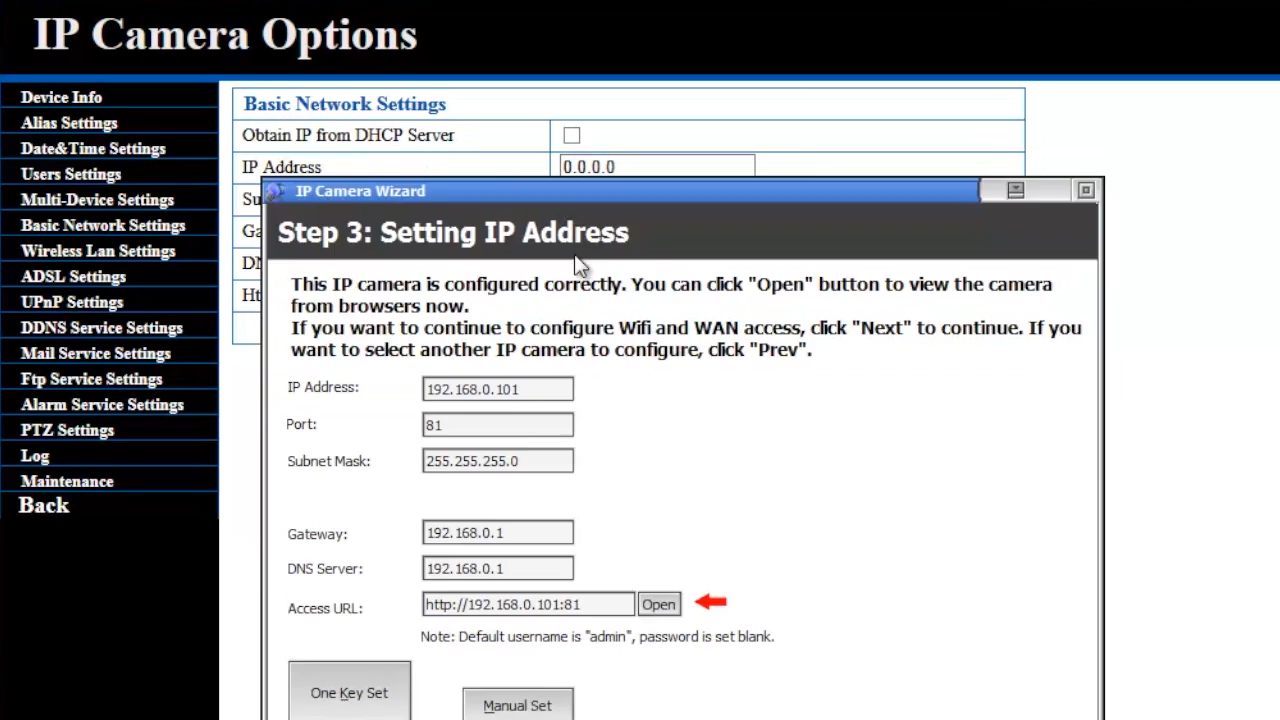 IP Camera Options
Device Info
Alias Settings
Date&Time Settings
Users Settings
Multi-Device Settings
Basic Network Settings
Wireless Lan Settings
ADSL Settings
UPnP Settings
DDNS Service Settings
Mail Service Settings
Ftp Service Settings
Alarm Service Settings
PTZ Settings
Log
Maintenance
Back
Basic Network Settings
Obtain IP from DHCP Server
IP Address 0.0.0.0
Su
Ga
DN
Ht
IP Camera Wizard
Step 3: Setting IP Address
This IP camera is configured correctly. You can click "Open" button to view the camera
from browsers now.
If you want to continue to configure Wifi and WAN access, click "Next" to continue. If you
want to select another IP camera to configure, click "Prev".
IP Address: 192.168.0.101
Port: 81
Subnet Mask: 255.255.255.0
Gateway: 192.168.0.1
DNS Server: 192.168.0.1
Access URL: http://192.168.0.101:81 Open
Note: Default username is "admin", password is set blank.
One Key Set
Manual Set